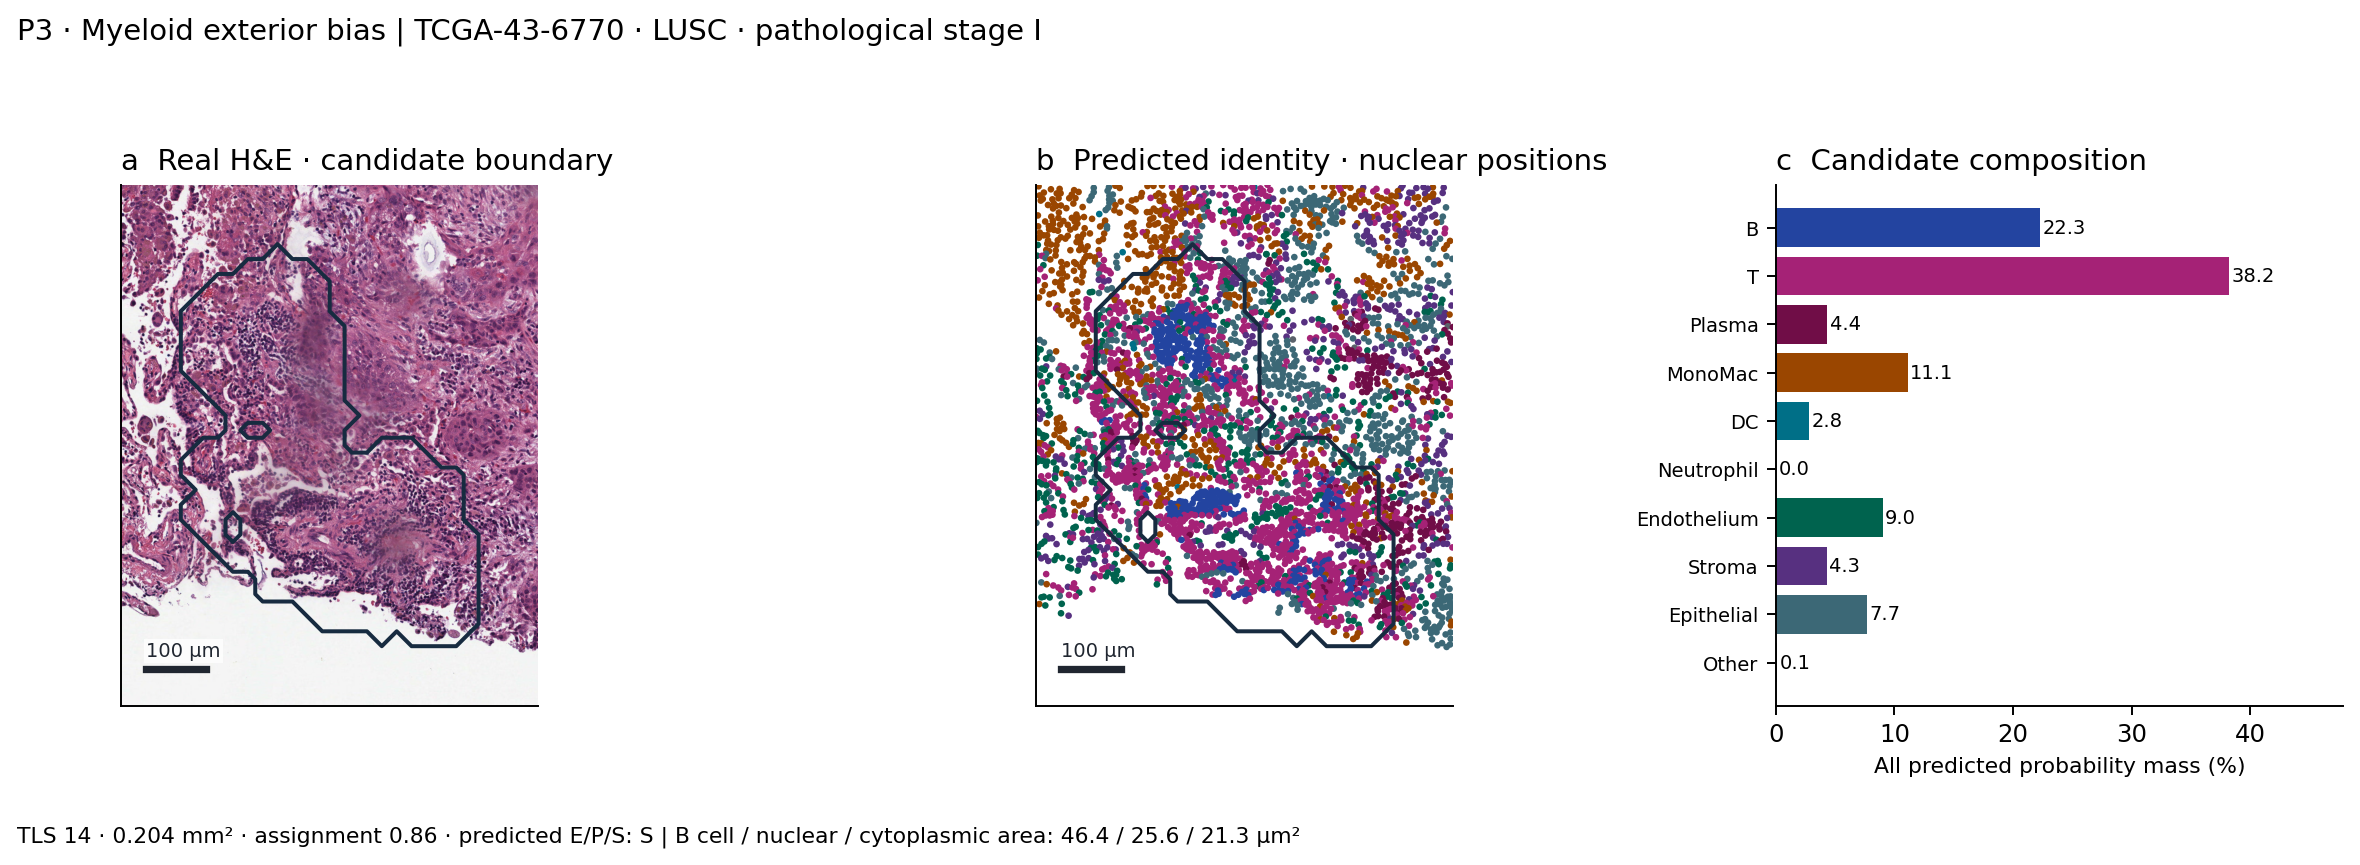 P3 · Myeloid exterior bias | TCGA-43-6770 · LUSC · pathological stage I
a Real H&E · candidate boundary
100 µm
b Predicted identity · nuclear positions
100 µm
c Candidate composition
B 22.3
T 38.2
Plasma 4.4
MonoMac 11.1
DC 2.8
Neutrophil 0.0
Endothelium 9.0
Stroma 4.3
Epithelial 7.7
Other 0.1
0 10 20 30 40
All predicted probability mass (%)
TLS 14 · 0.204 mm² · assignment 0.86 · predicted E/P/S: S | B cell / nuclear / cytoplasmic area: 46.4 / 25.6 / 21.3 µm²